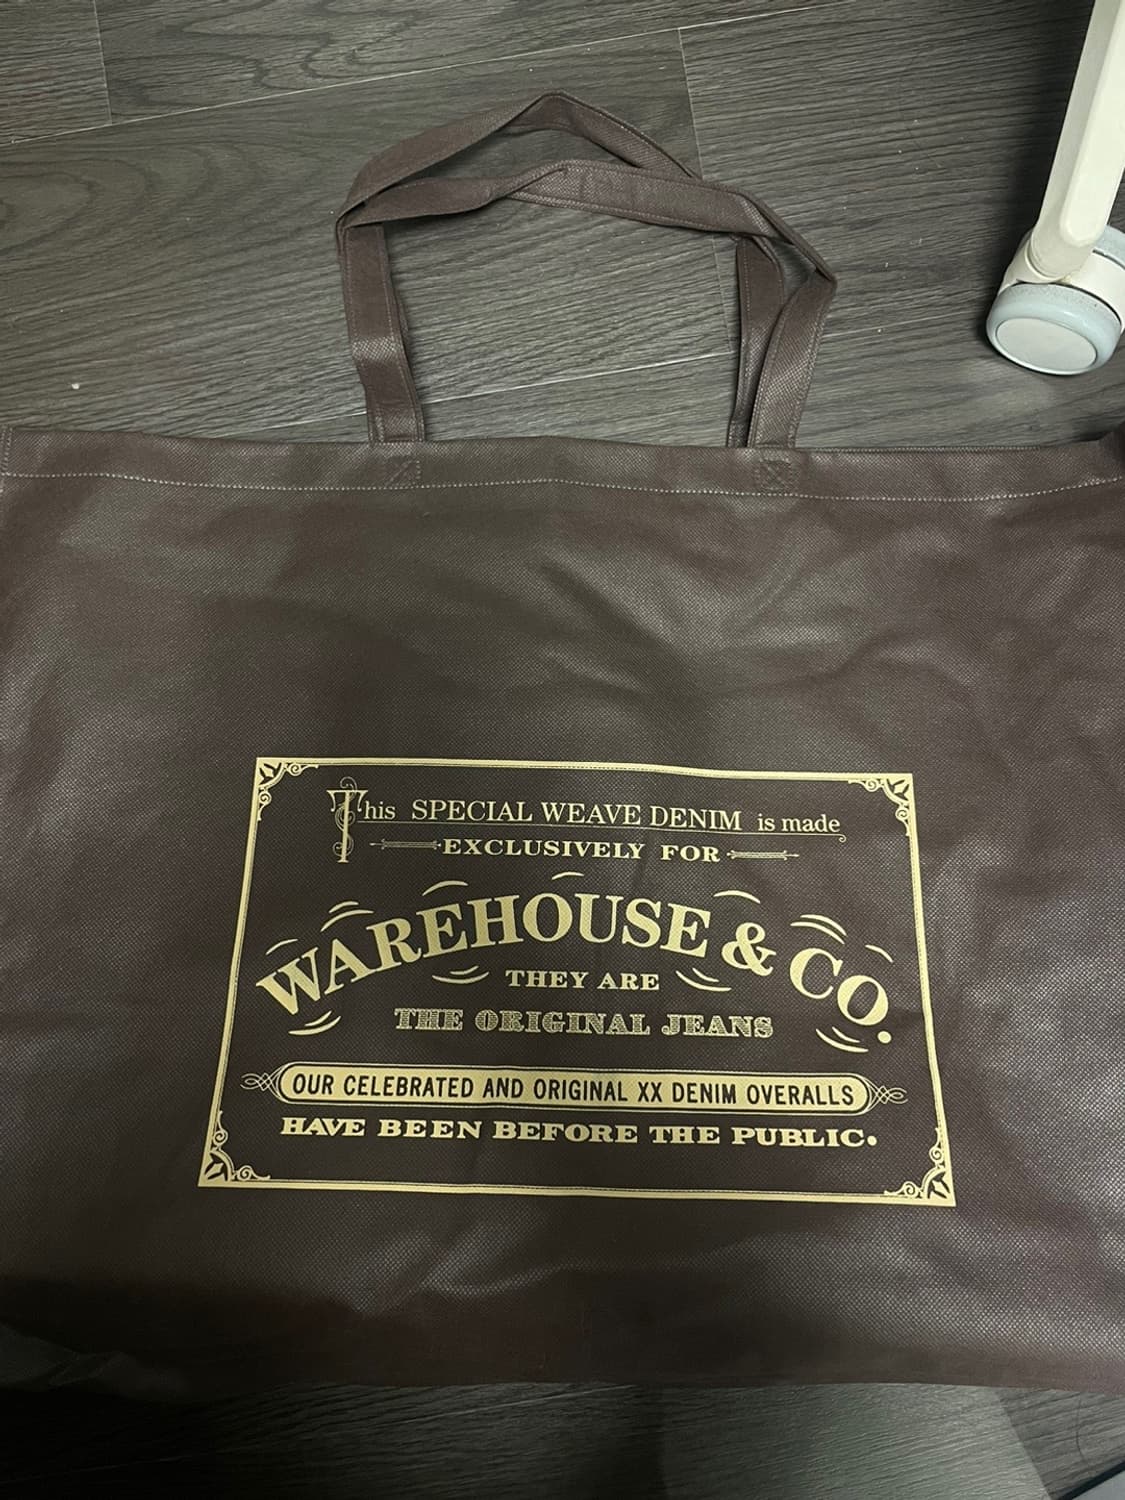 This SPECIAL WEAVE DENIM is made
EXCLUSIVELY FOR
WAREHOUSE & CO.
THEY ARE
THE ORIGINAL JEANS
OUR CELEBRATED AND ORIGINAL XX DENIM OVERALLS
HAVE BEEN BEFORE THE PUBLIC.